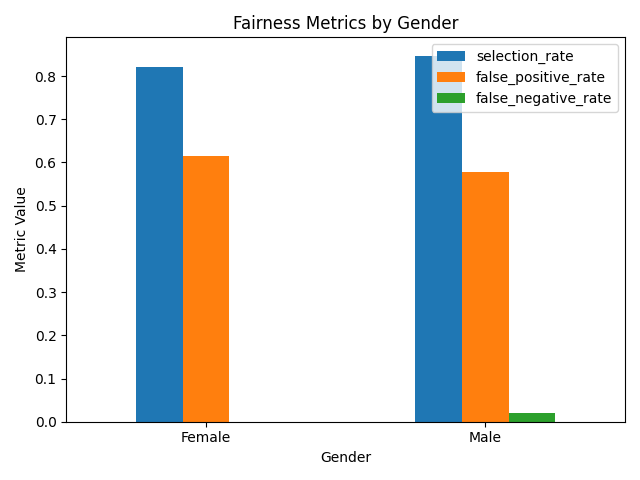 Fairness Metrics by Gender
selection_rate
false_positive_rate
false_negative_rate
Metric Value
0.8
0.7
0.6
0.5
0.4
0.3
0.2
0.1
0.0
Female
Male
Gender